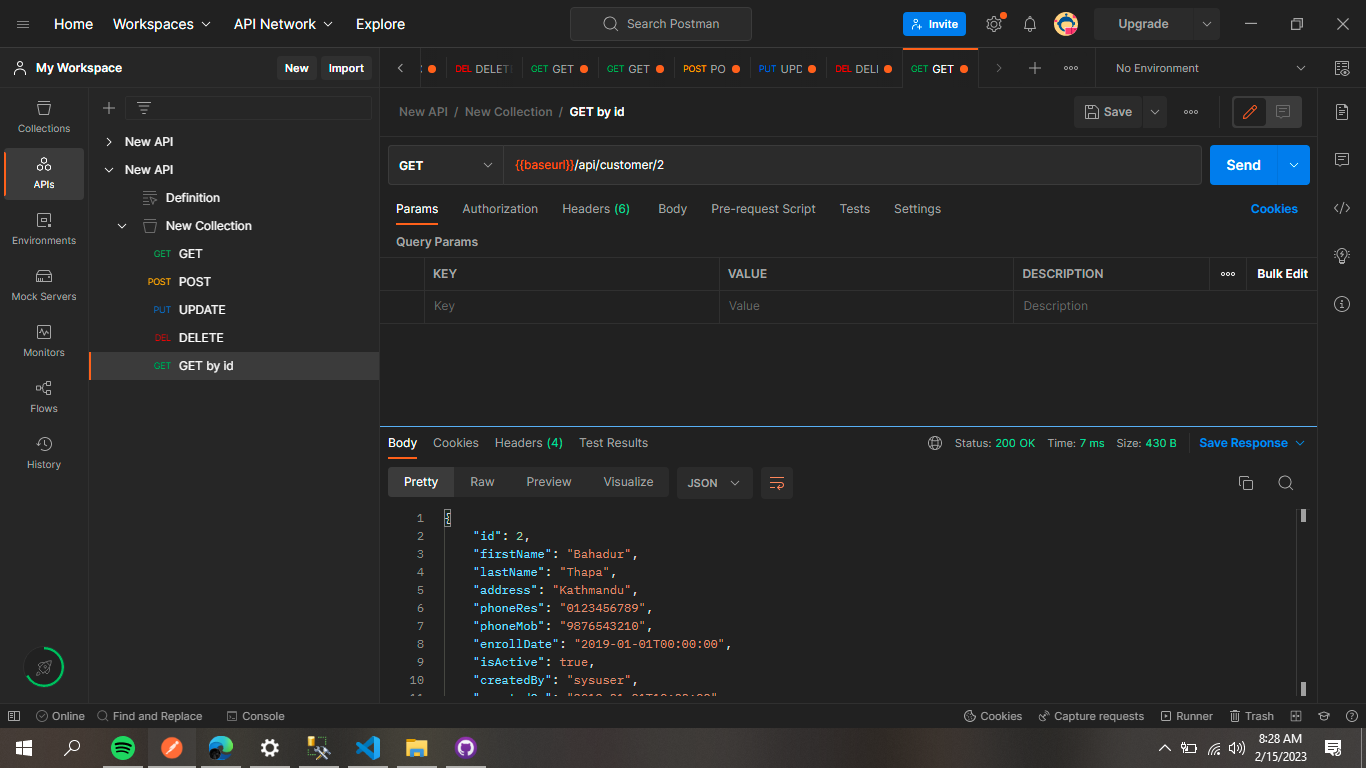 Home Workspaces API Network Explore Search Postman Invite Upgrade
My Workspace New Import
DEL DELET GET GET GET GET POST PO PUT UPD DEL DELI GET GET No Environment
Collections
APIs
Environments
Mock Servers
Monitors
Flows
History
New API
New API
Definition
New Collection
GET GET
POST POST
PUT UPDATE
DEL DELETE
GET GET by id
New API / New Collection / GET by id Save
GET {{baseurl}}/api/customer/2 Send
Params Authorization Headers (6) Body Pre-request Script Tests Settings Cookies
Query Params
KEY VALUE DESCRIPTION Bulk Edit
Key Value Description
Body Cookies Headers (4) Test Results Status: 200 OK Time: 7 ms Size: 430 B Save Response
Pretty Raw Preview Visualize JSON
1 {
2 "id": 2,
3 "firstName": "Bahadur",
4 "lastName": "Thapa",
5 "address": "Kathmandu",
6 "phoneRes": "0123456789",
7 "phoneMob": "9876543210",
8 "enrollDate": "2019-01-01T00:00:00",
9 "isActive": true,
10 "createdBy": "sysuser",
Online Find and Replace Console Cookies Capture requests Runner Trash
8:28 AM
2/15/2023